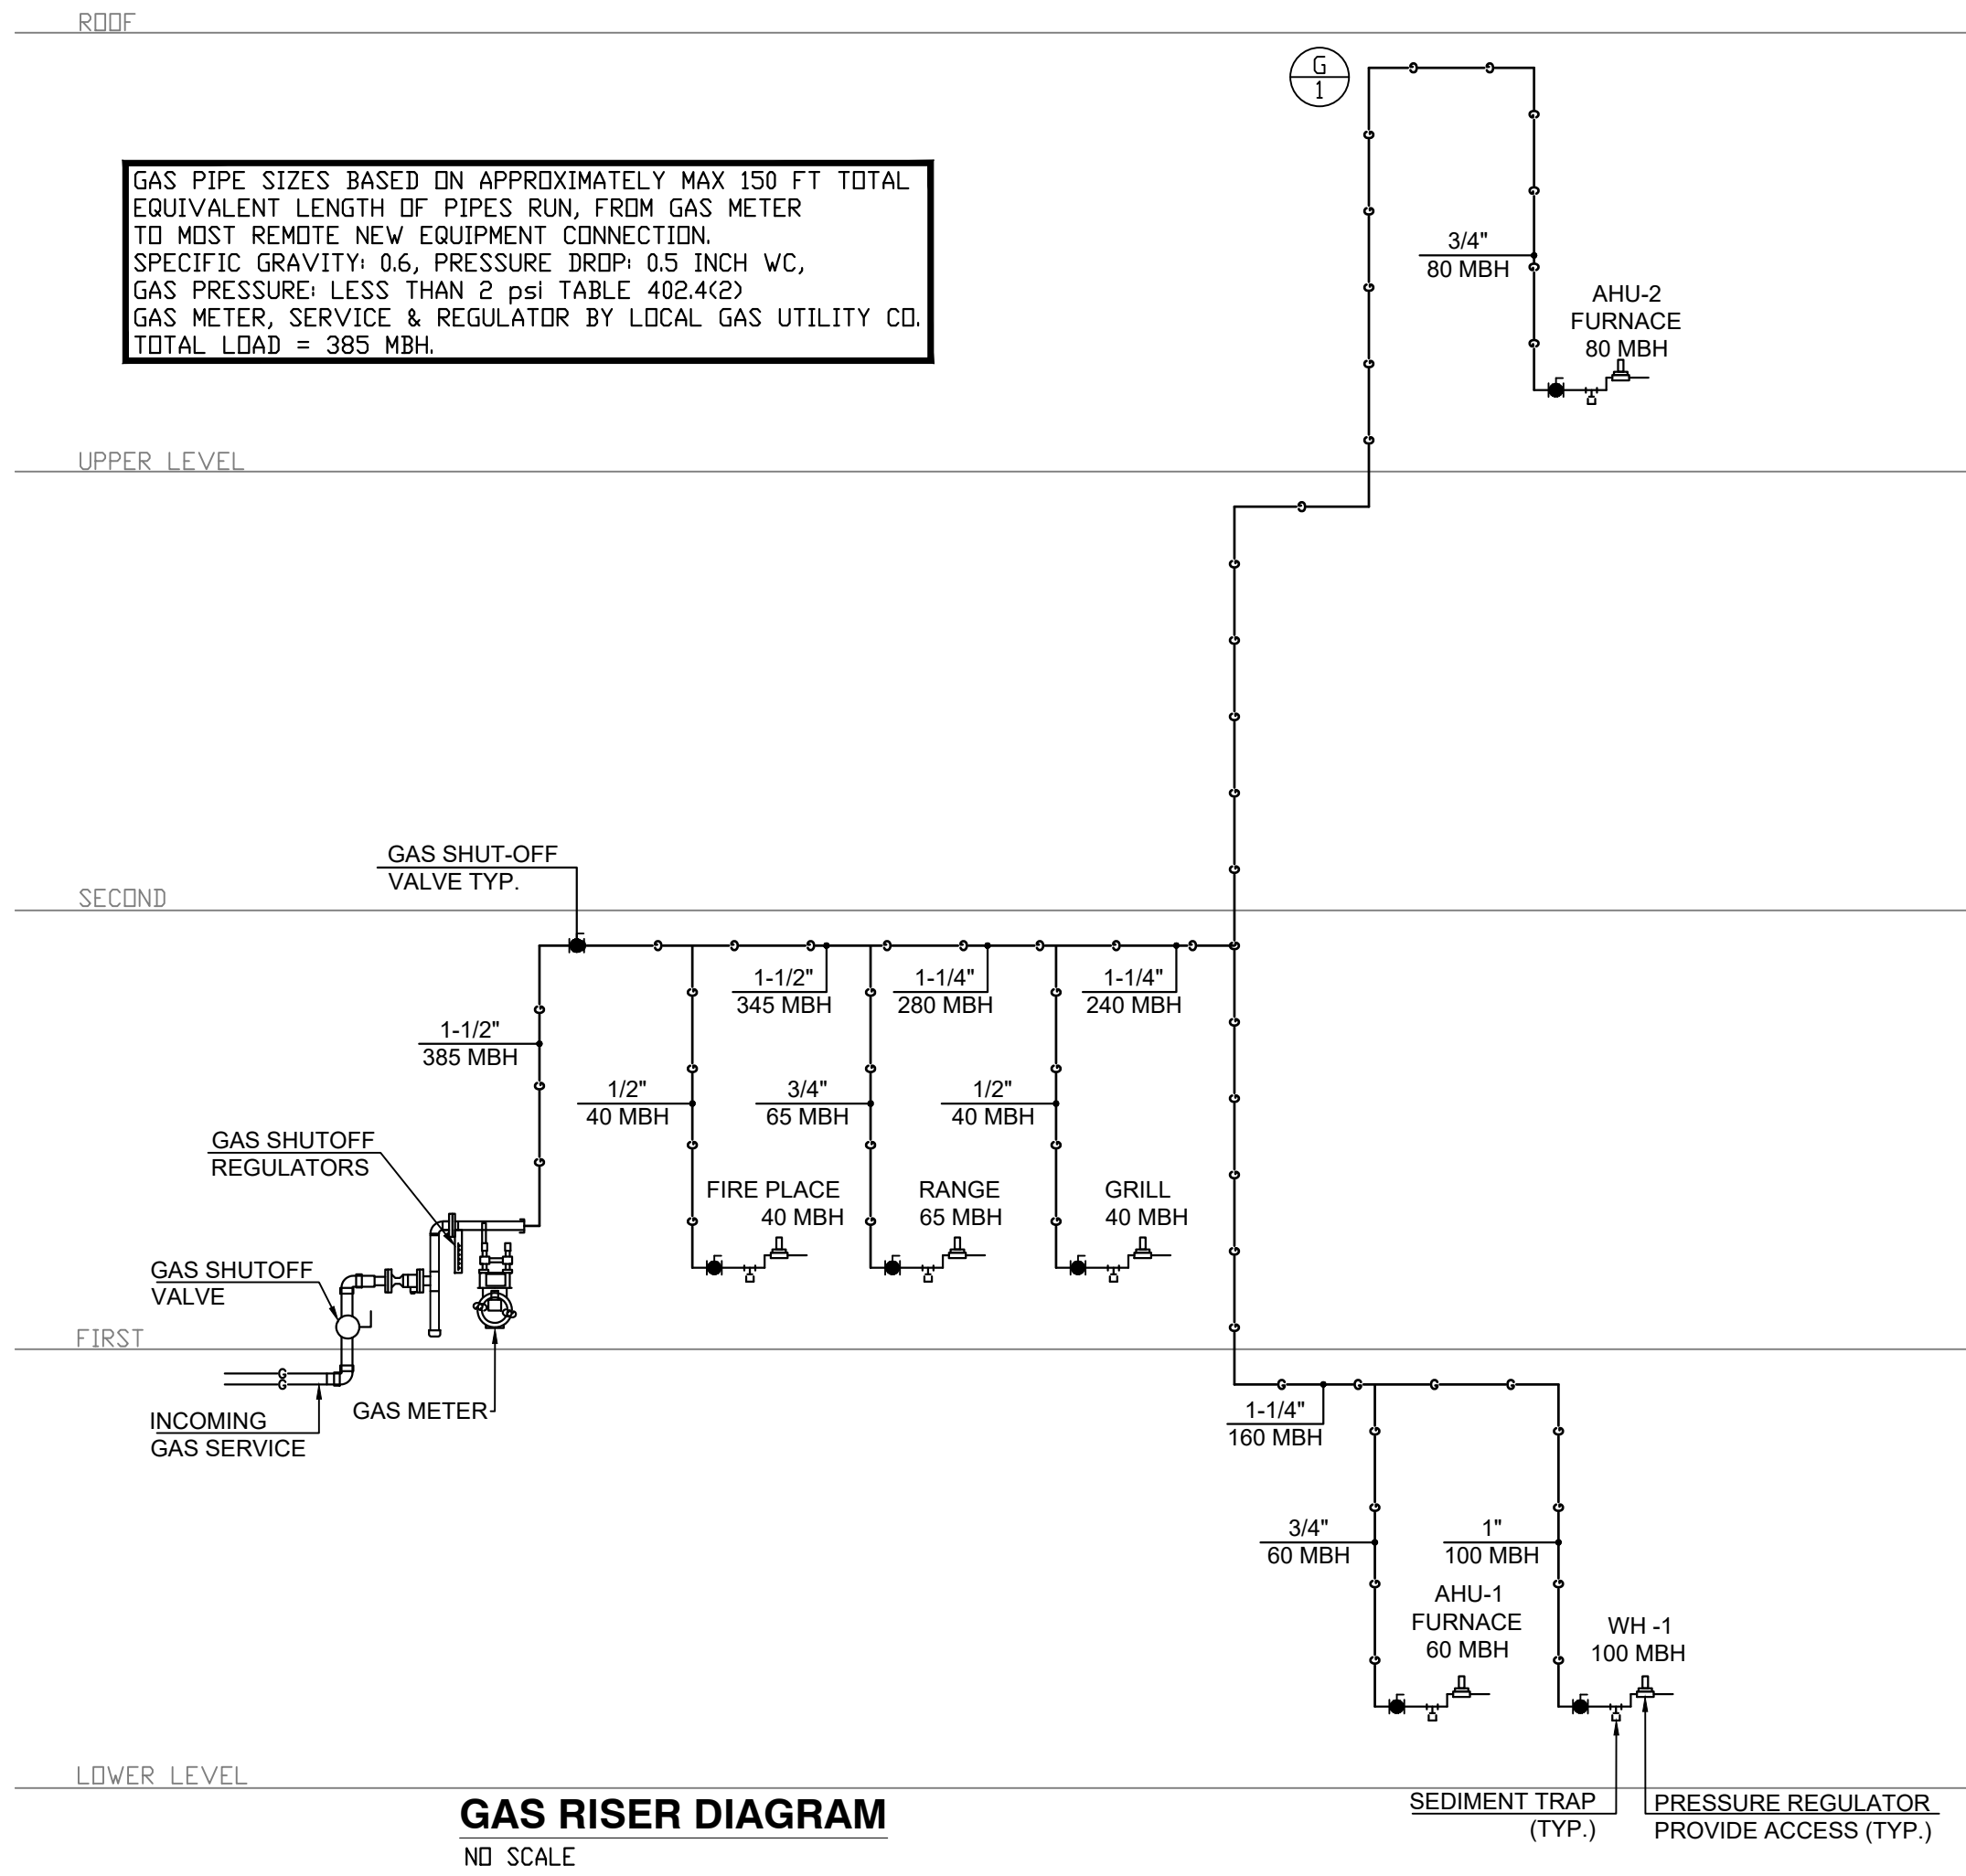 ROOF
G
1
GAS PIPE SIZES BASED ON APPROXIMATELY MAX 150 FT TOTAL
EQUIVALENT LENGTH OF PIPES RUN, FROM GAS METER
TO MOST REMOTE NEW EQUIPMENT CONNECTION.
SPECIFIC GRAVITY: 0.6, PRESSURE DROP: 0.5 INCH WC,
GAS PRESSURE: LESS THAN 2 psi TABLE 402.4(2)
GAS METER, SERVICE & REGULATOR BY LOCAL GAS UTILITY CO.
TOTAL LOAD = 385 MBH.
3/4"
80 MBH
AHU-2
FURNACE
80 MBH
UPPER LEVEL
GAS SHUT-OFF
VALVE TYP.
SECOND
1-1/2"
345 MBH
1-1/4"
280 MBH
1-1/4"
240 MBH
1-1/2"
385 MBH
1/2"
40 MBH
3/4"
65 MBH
1/2"
40 MBH
GAS SHUTOFF
REGULATORS
FIRE PLACE
40 MBH
RANGE
65 MBH
GRILL
40 MBH
GAS SHUTOFF
VALVE
FIRST
INCOMING
GAS SERVICE
GAS METER
1-1/4"
160 MBH
3/4"
60 MBH
1"
100 MBH
AHU-1
FURNACE
60 MBH
WH -1
100 MBH
LOWER LEVEL
SEDIMENT TRAP
(TYP.)
PRESSURE REGULATOR
PROVIDE ACCESS (TYP.)
GAS RISER DIAGRAM
NO SCALE